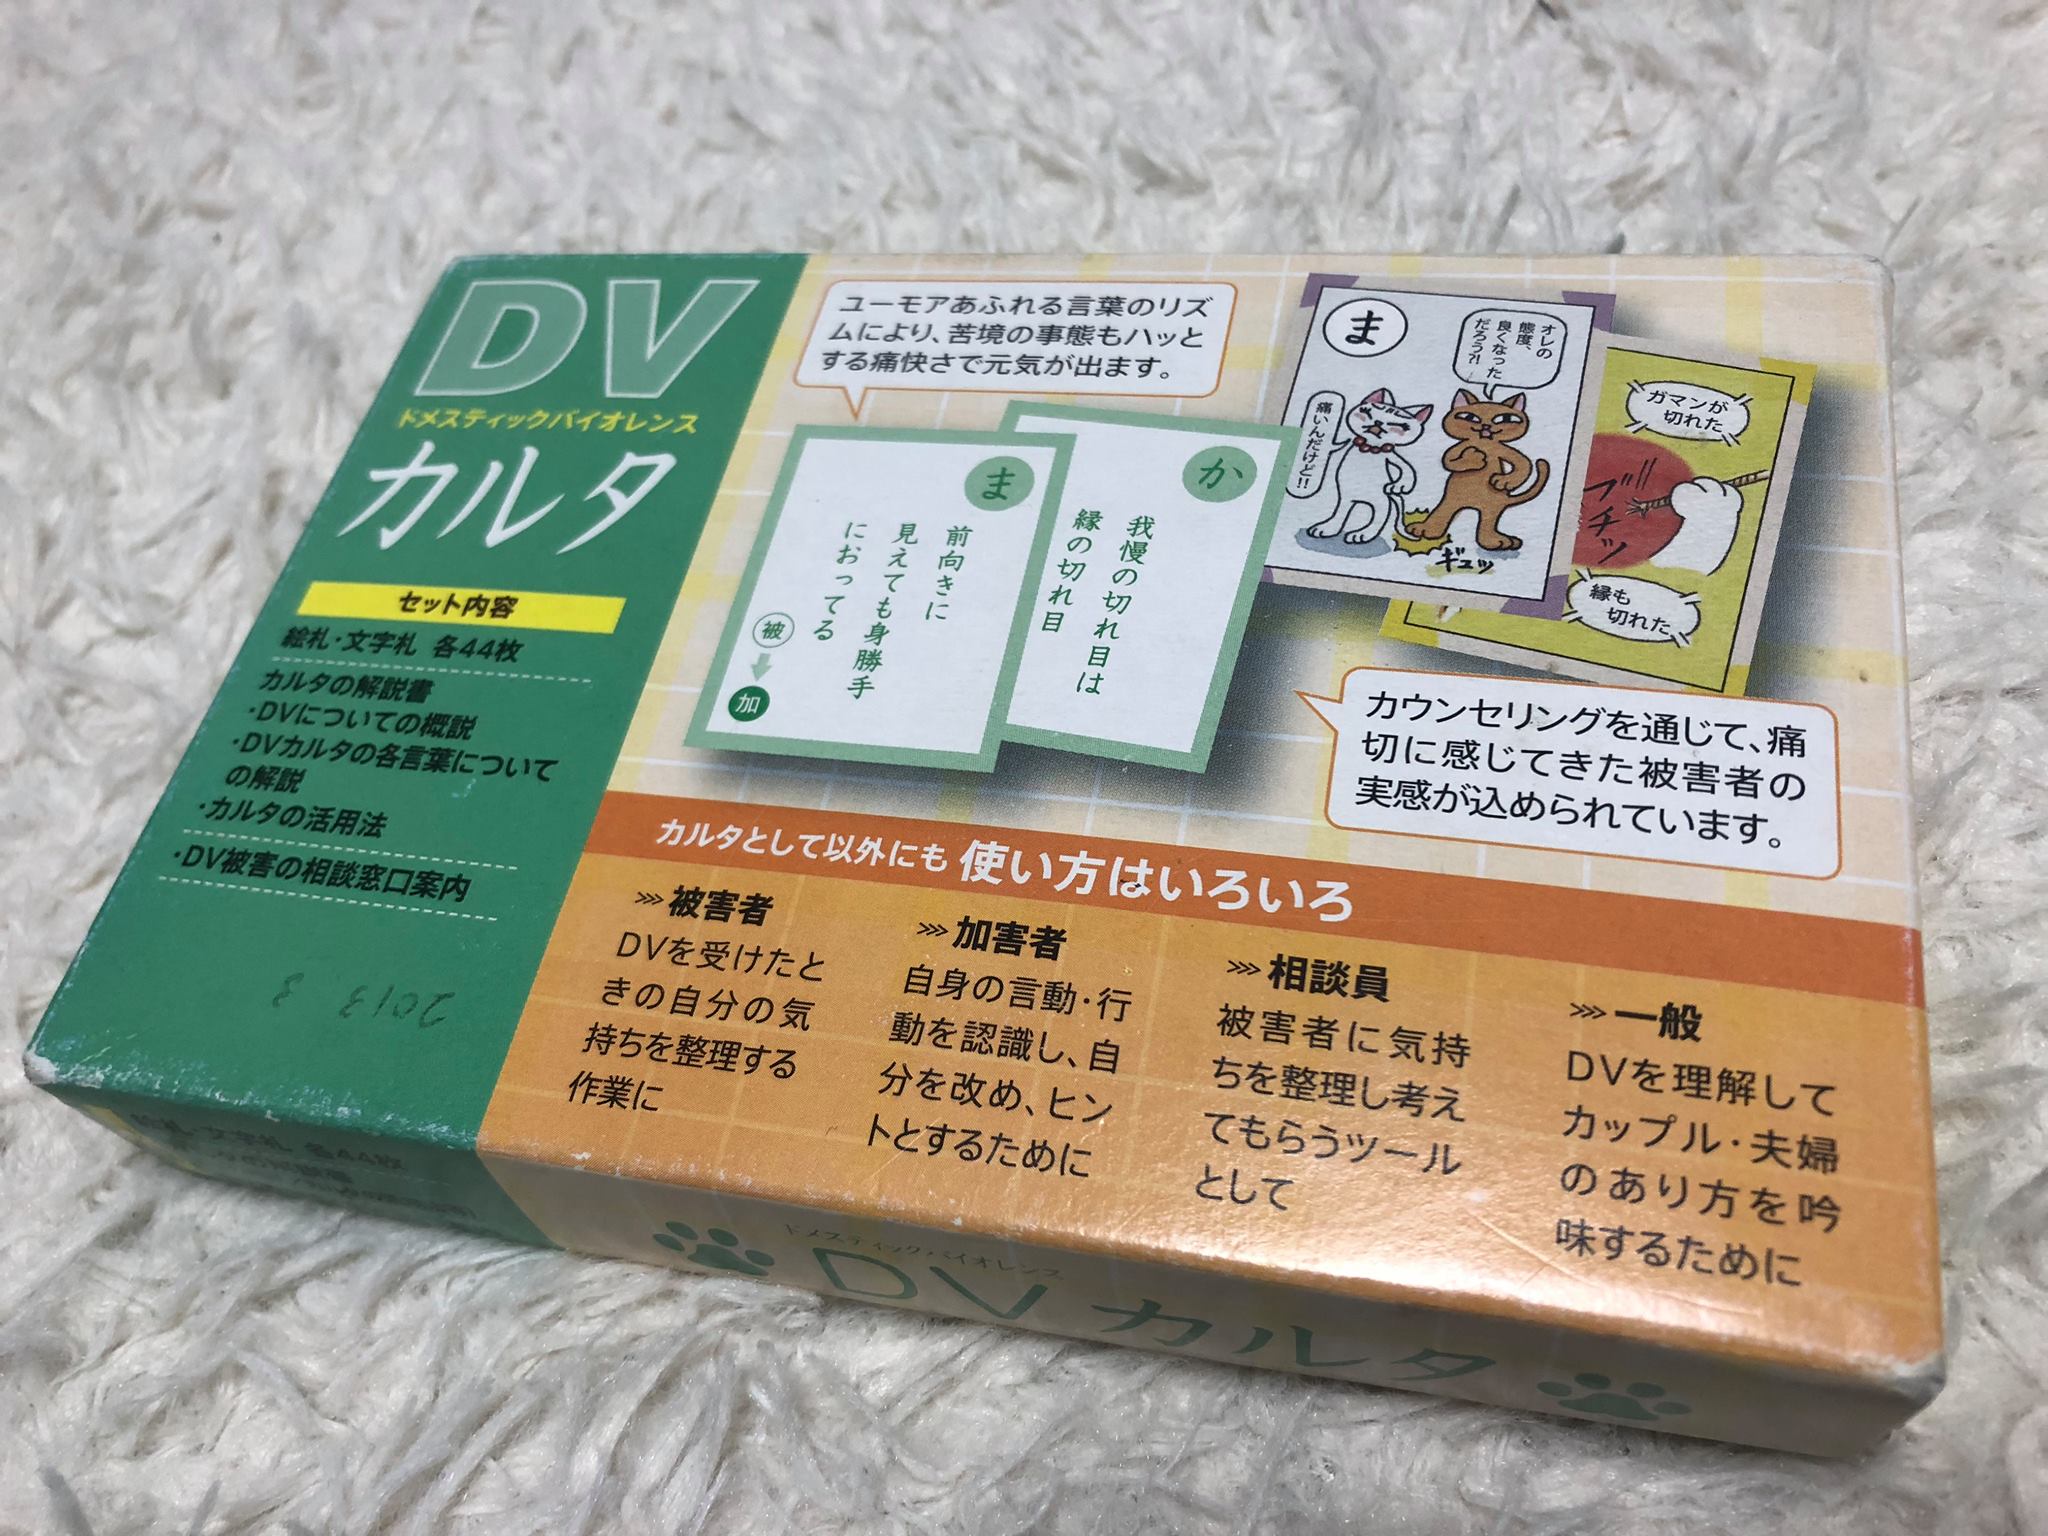 DV
ドメスティックバイオレンス
カルタ
セット内容
絵札・文字札 各44枚
カルタの解説書
・DVについての概説
・DVカルタの各言葉について
の解説
・カルタの活用法
・DV被害の相談窓口案内
2013 3
ユーモアあふれる言葉のリズ
ムにより、苦境の事態もハッと
する痛快さで元気が出ます。
ま
前向きに
見えても身勝手
におってる
被
加
か
我慢の切れ目は
縁の切れ目
ま
オレの
態度、
良くなった
だろう?!
痛いんだけど!!
ギュッ
ガマンが
切れた
ブチッ
縁も
切れた
カウンセリングを通じて、痛
切に感じてきた被害者の
実感が込められています。
カルタとして以外にも 使い方はいろいろ
>>> 被害者
DVを受けたと
きの自分の気
持ちを整理する
作業に
>>> 加害者
自身の言動・行
動を認識し、自
分を改め、ヒン
トとするために
>>> 相談員
被害者に気持
ちを整理し考え
てもらうツール
として
>>> 一般
DVを理解して
カップル・夫婦
のあり方を吟
味するために
絵札・文字札 各44枚
ドメスティックバイオレンス
DVカルタ